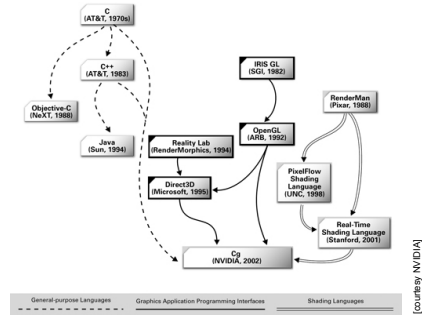 C
(AT&T, 1970s)
C++
(AT&T, 1983)
IRIS GL
(SGI, 1982)
Objective-C
(NeXT, 1988)
RenderMan
(Pixar, 1988)
Java
(Sun, 1994)
Reality Lab
(RenderMorphics, 1994)
OpenGL
(ARB, 1992)
Direct3D
(Microsoft, 1995)
PixelFlow
Shading
Language
(UNC, 1998)
Real-Time
Shading Language
(Stanford, 2001)
Cg
(NVIDIA, 2002)
General-purpose Languages
Graphics Application Programming Interfaces
Shading Languages
[courtesy NVIDIA]